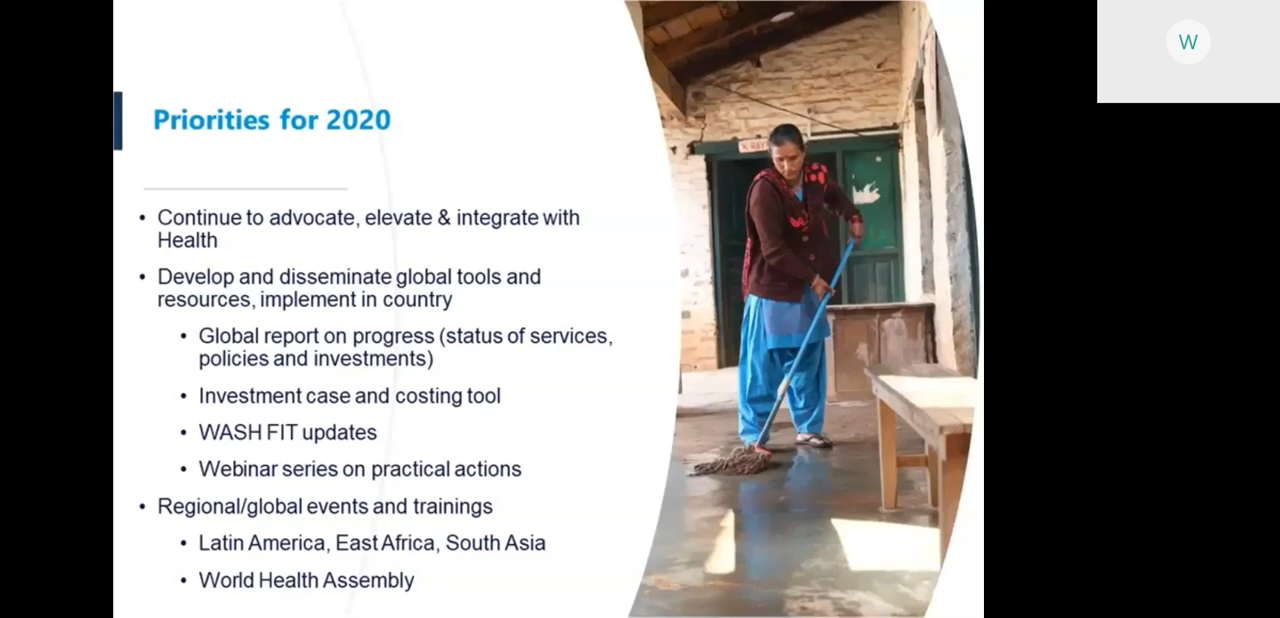 W
Priorities for 2020
• Continue to advocate, elevate & integrate with
Health
• Develop and disseminate global tools and
resources, implement in country
• Global report on progress (status of services,
policies and investments)
• Investment case and costing tool
• WASH FIT updates
• Webinar series on practical actions
• Regional/global events and trainings
• Latin America, East Africa, South Asia
• World Health Assembly